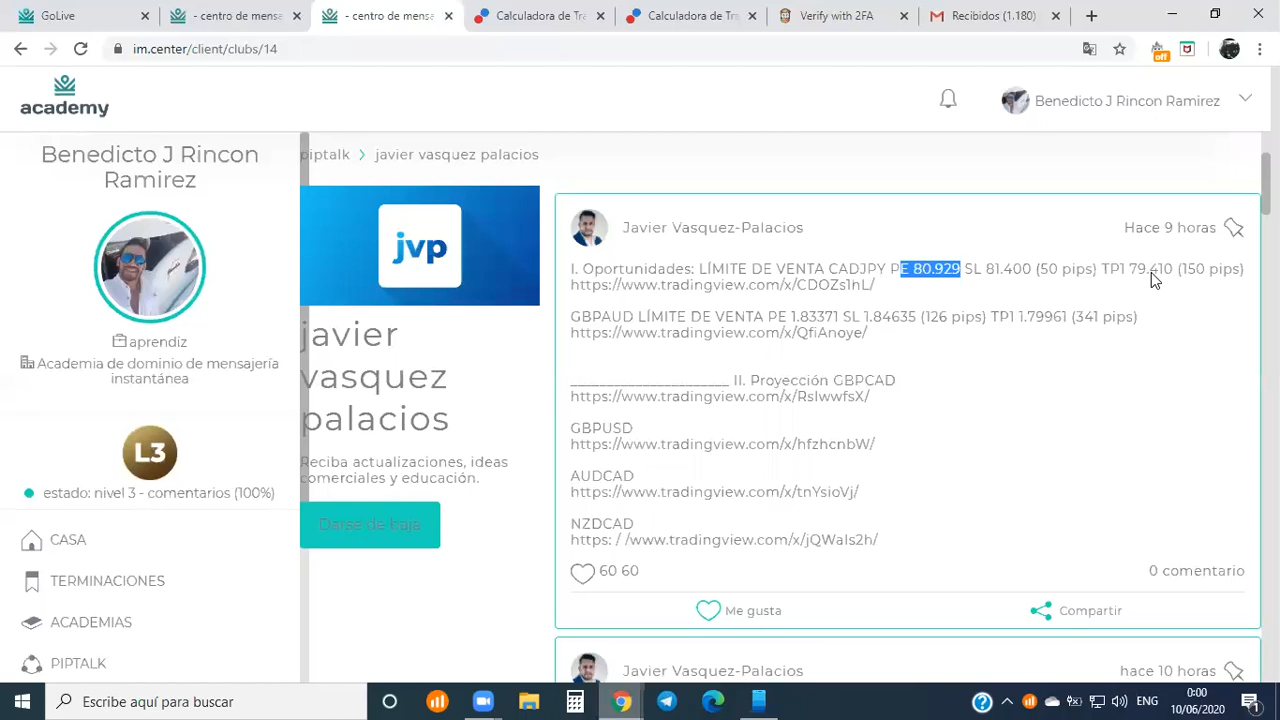 GoLive
- centro de mensa
- centro de mensa
Calculadora de Tra
Calculadora de Tra
Verify with 2FA
Recibidos (1.180)
im.center/client/clubs/14
off
academy
Benedicto J Rincon Ramirez
Benedicto J Rincon
Ramirez
aprendiz
Academia de dominio de mensajería
instantánea
L3
estado: nivel 3 - comentarios (100%)
CASA
TERMINACIONES
ACADEMIAS
PIPTALK
piptalk
javier vasquez palacios
jvp
javier
vasquez
palacios
Reciba actualizaciones, ideas
comerciales y educación.
Darse de baja
Javier Vasquez-Palacios
Hace 9 horas
I. Oportunidades: LÍMITE DE VENTA CADJPY PE 80.929 SL 81.400 (50 pips) TP1 79.410 (150 pips)
https://www.tradingview.com/x/CDOZs1hL/
GBPAUD LÍMITE DE VENTA PE 1.83371 SL 1.84635 (126 pips) TP1 1.79961 (341 pips)
https://www.tradingview.com/x/QfiAnoye/
______________________ II. Proyección GBPCAD
https://www.tradingview.com/x/RsIwwfsX/
GBPUSD
https://www.tradingview.com/x/hfzhcnbW/
AUDCAD
https://www.tradingview.com/x/tnYsioVj/
NZDCAD
https: / /www.tradingview.com/x/jQWaIs2h/
60 60
0 comentario
Me gusta
Compartir
Javier Vasquez-Palacios
hace 10 horas
Escribe aquí para buscar
ENG
0:00
10/06/2020
1